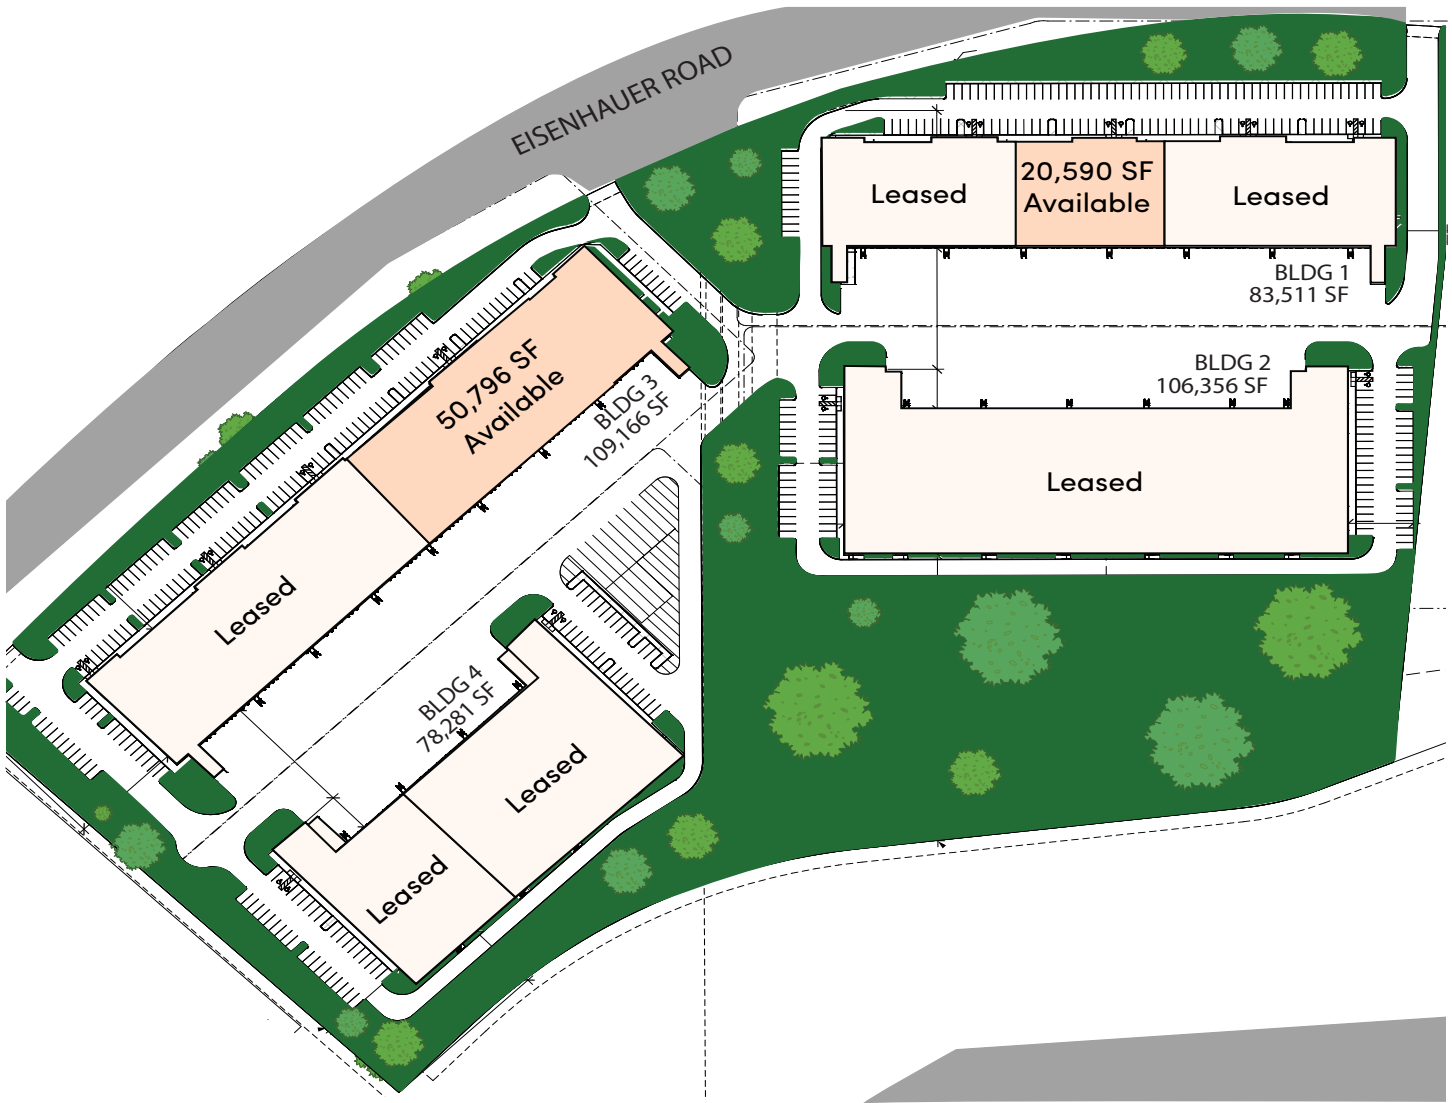 EISENHAUER ROAD
Leased
20,590 SF
Available
Leased
BLDG 1
83,511 SF
BLDG 2
106,356 SF
Leased
50,796 SF
Available
BLDG 3
109,166 SF
Leased
BLDG 4
78,281 SF
Leased
Leased